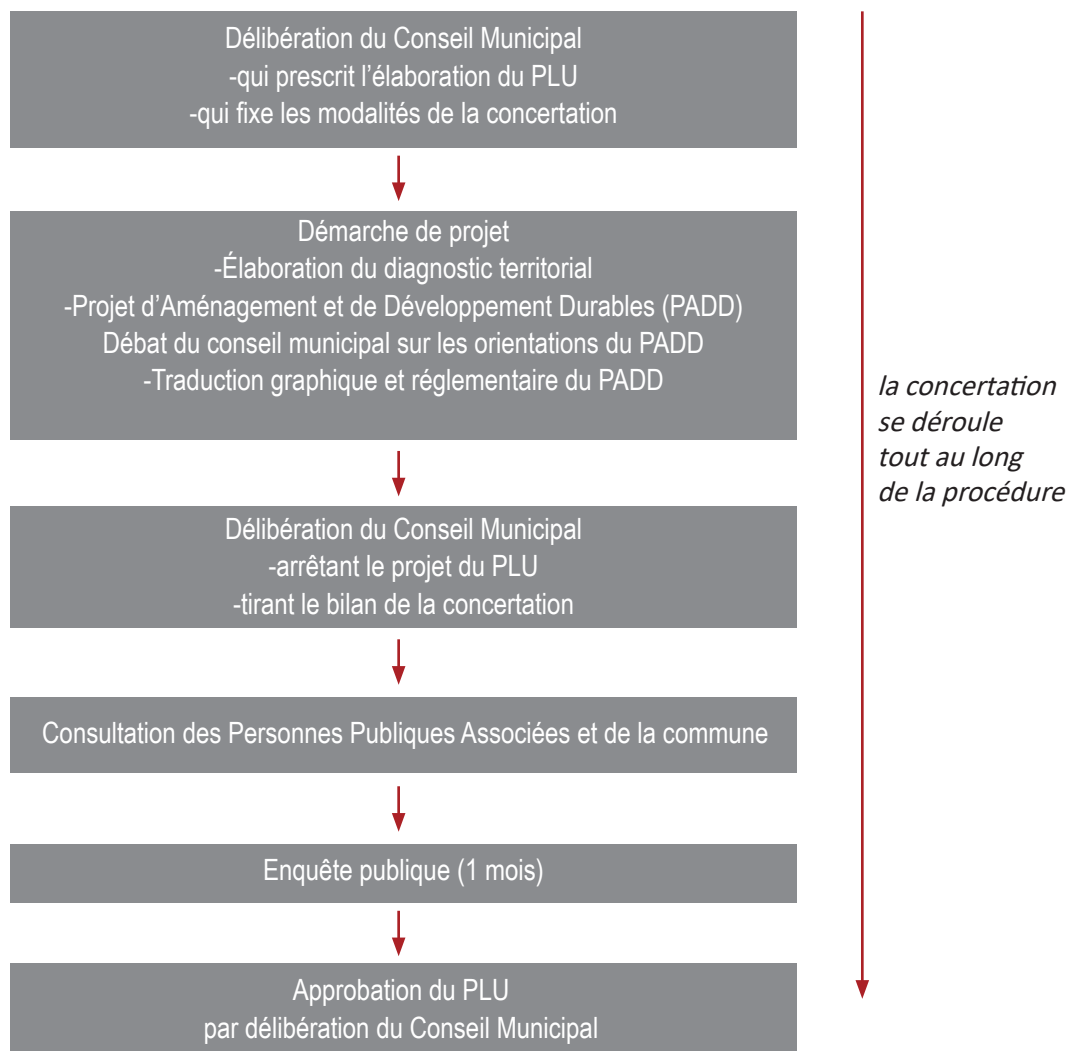 Délibération du Conseil Municipal
-qui prescrit l’élaboration du PLU
-qui fixe les modalités de la concertation
Démarche de projet
-Élaboration du diagnostic territorial
-Projet d’Aménagement et de Développement Durables (PADD)
Débat du conseil municipal sur les orientations du PADD
-Traduction graphique et réglementaire du PADD
la concertation
se déroule
tout au long
de la procédure
Délibération du Conseil Municipal
-arrêtant le projet du PLU
-tirant le bilan de la concertation
Consultation des Personnes Publiques Associées et de la commune
Enquête publique (1 mois)
Approbation du PLU
par délibération du Conseil Municipal